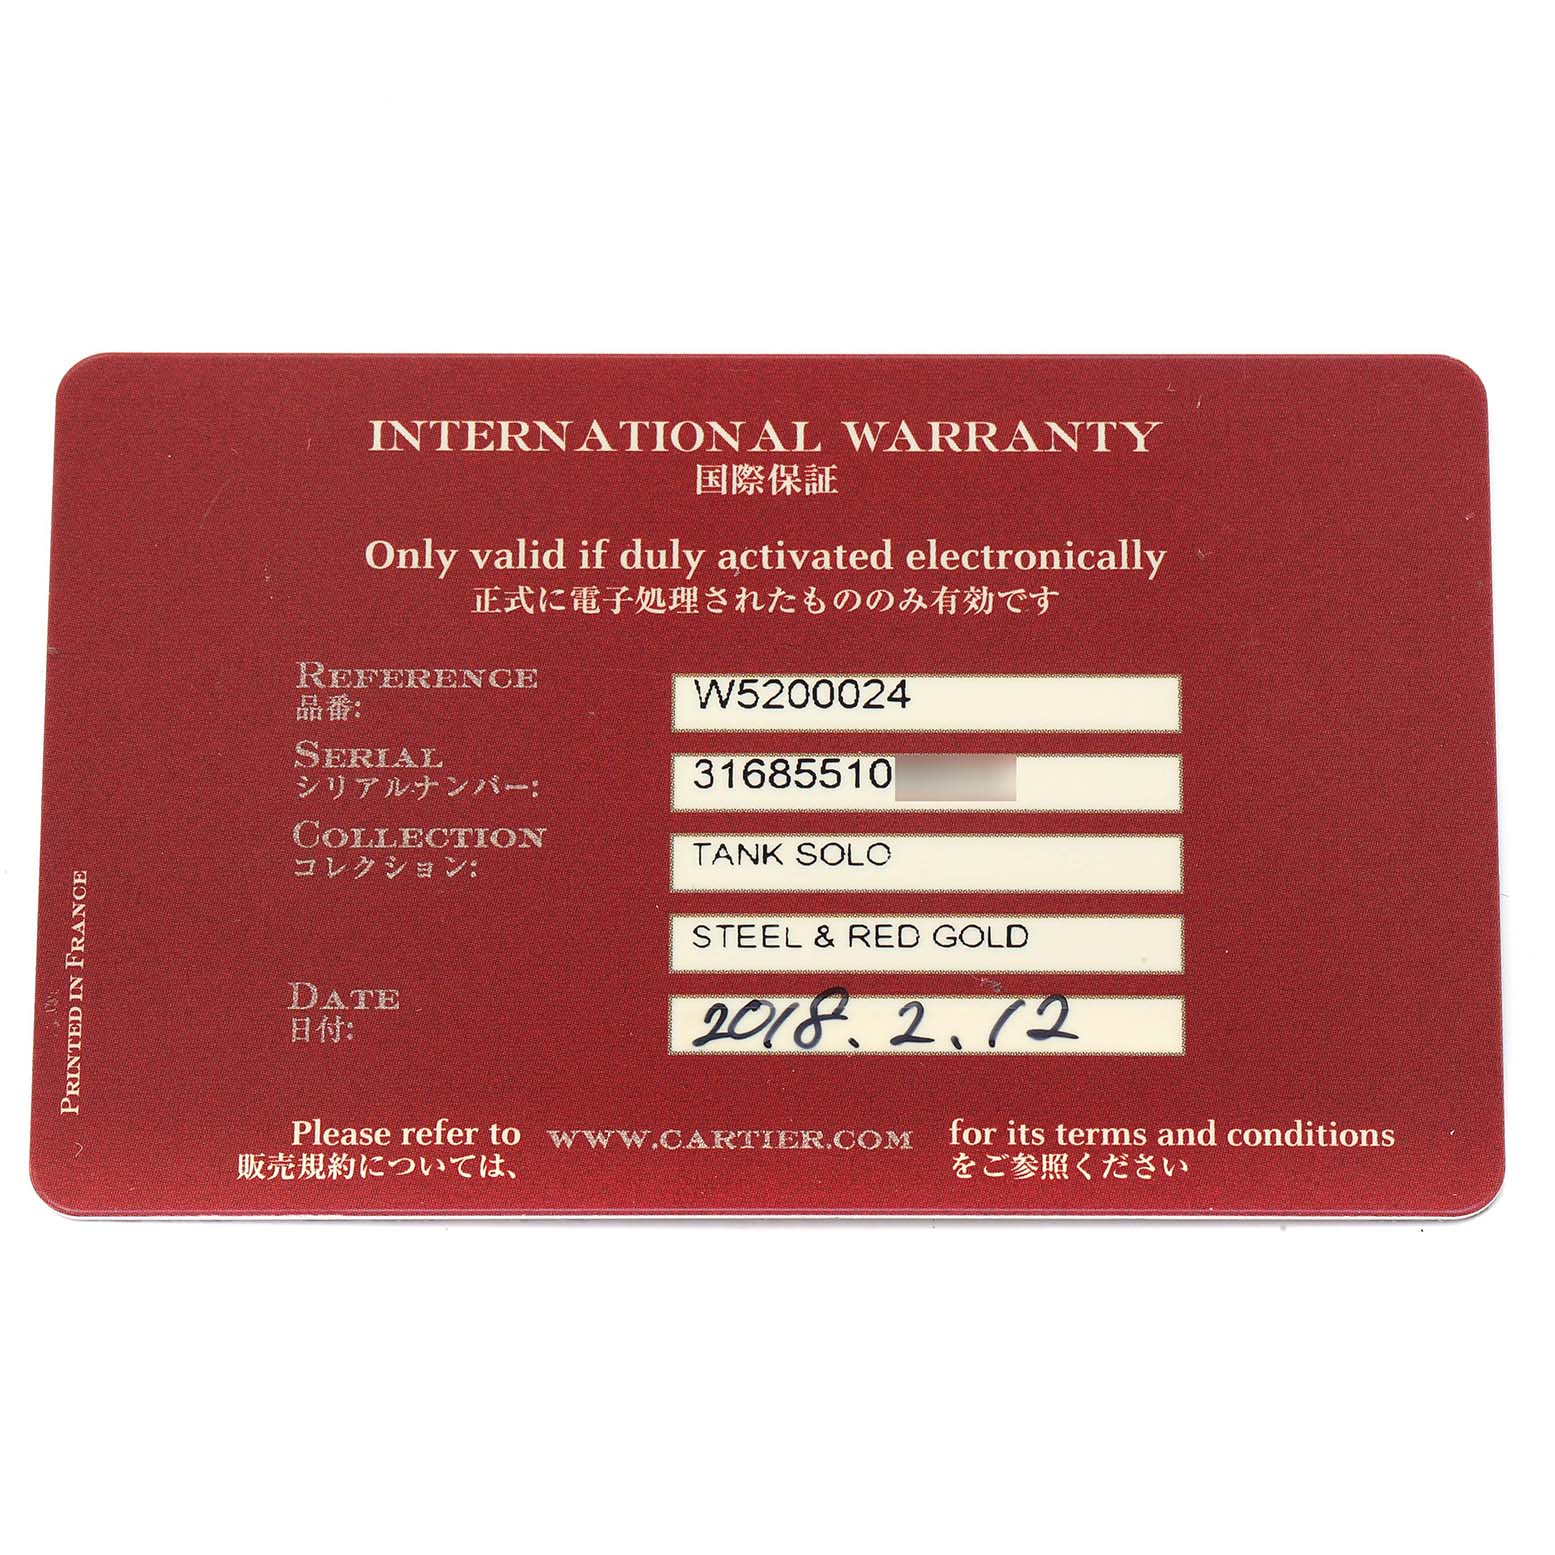 INTERNATIONAL WARRANTY
国際保証
Only valid if duly activated electronically
正式に電子処理されたもののみ有効です
REFERENCE
品番:
W5200024
SERIAL
シリアルナンバー:
31685510
COLLECTION
コレクション:
TANK SOLO
STEEL & RED GOLD
DATE
日付:
2018.2.12
Please refer to WWW.CARTIER.COM for its terms and conditions
販売規約については、 をご参照ください
PRINTED IN FRANCE